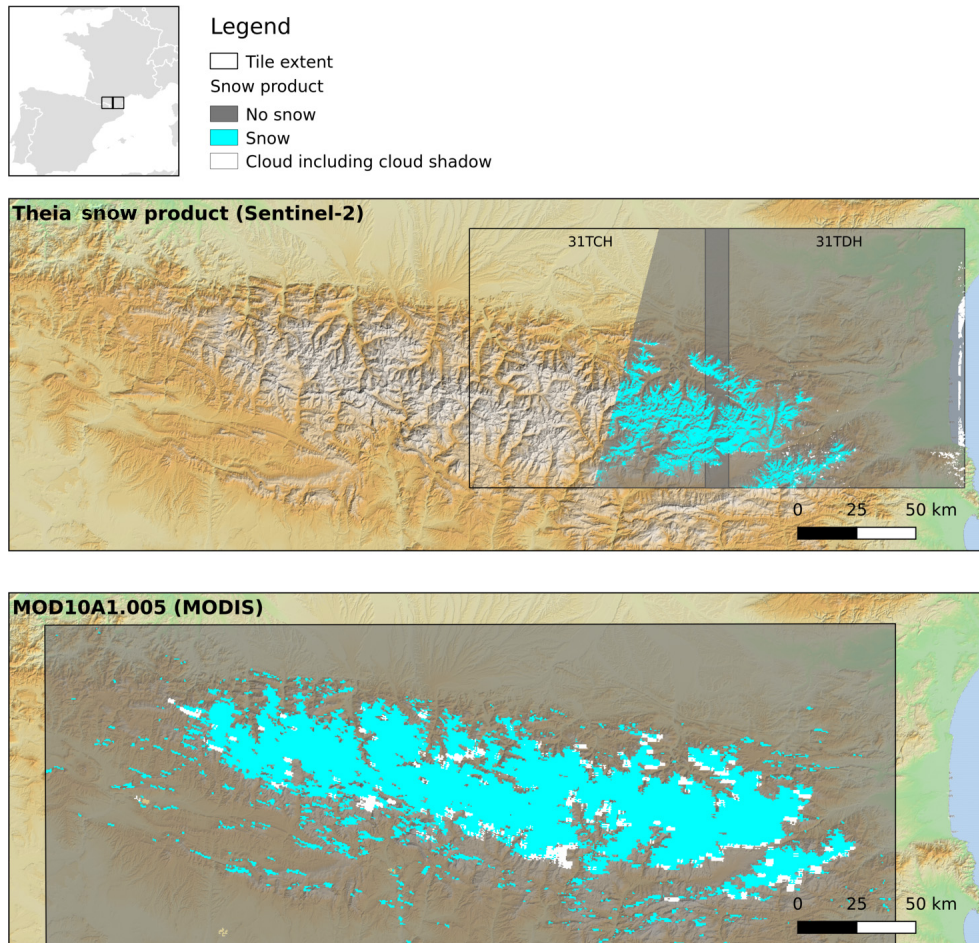 Legend
Tile extent
Snow product
No snow
Snow
Cloud including cloud shadow
Theia snow product (Sentinel-2)
31TCH 31TDH
0 25 50 km
MOD10A1.005 (MODIS)
0 25 50 km